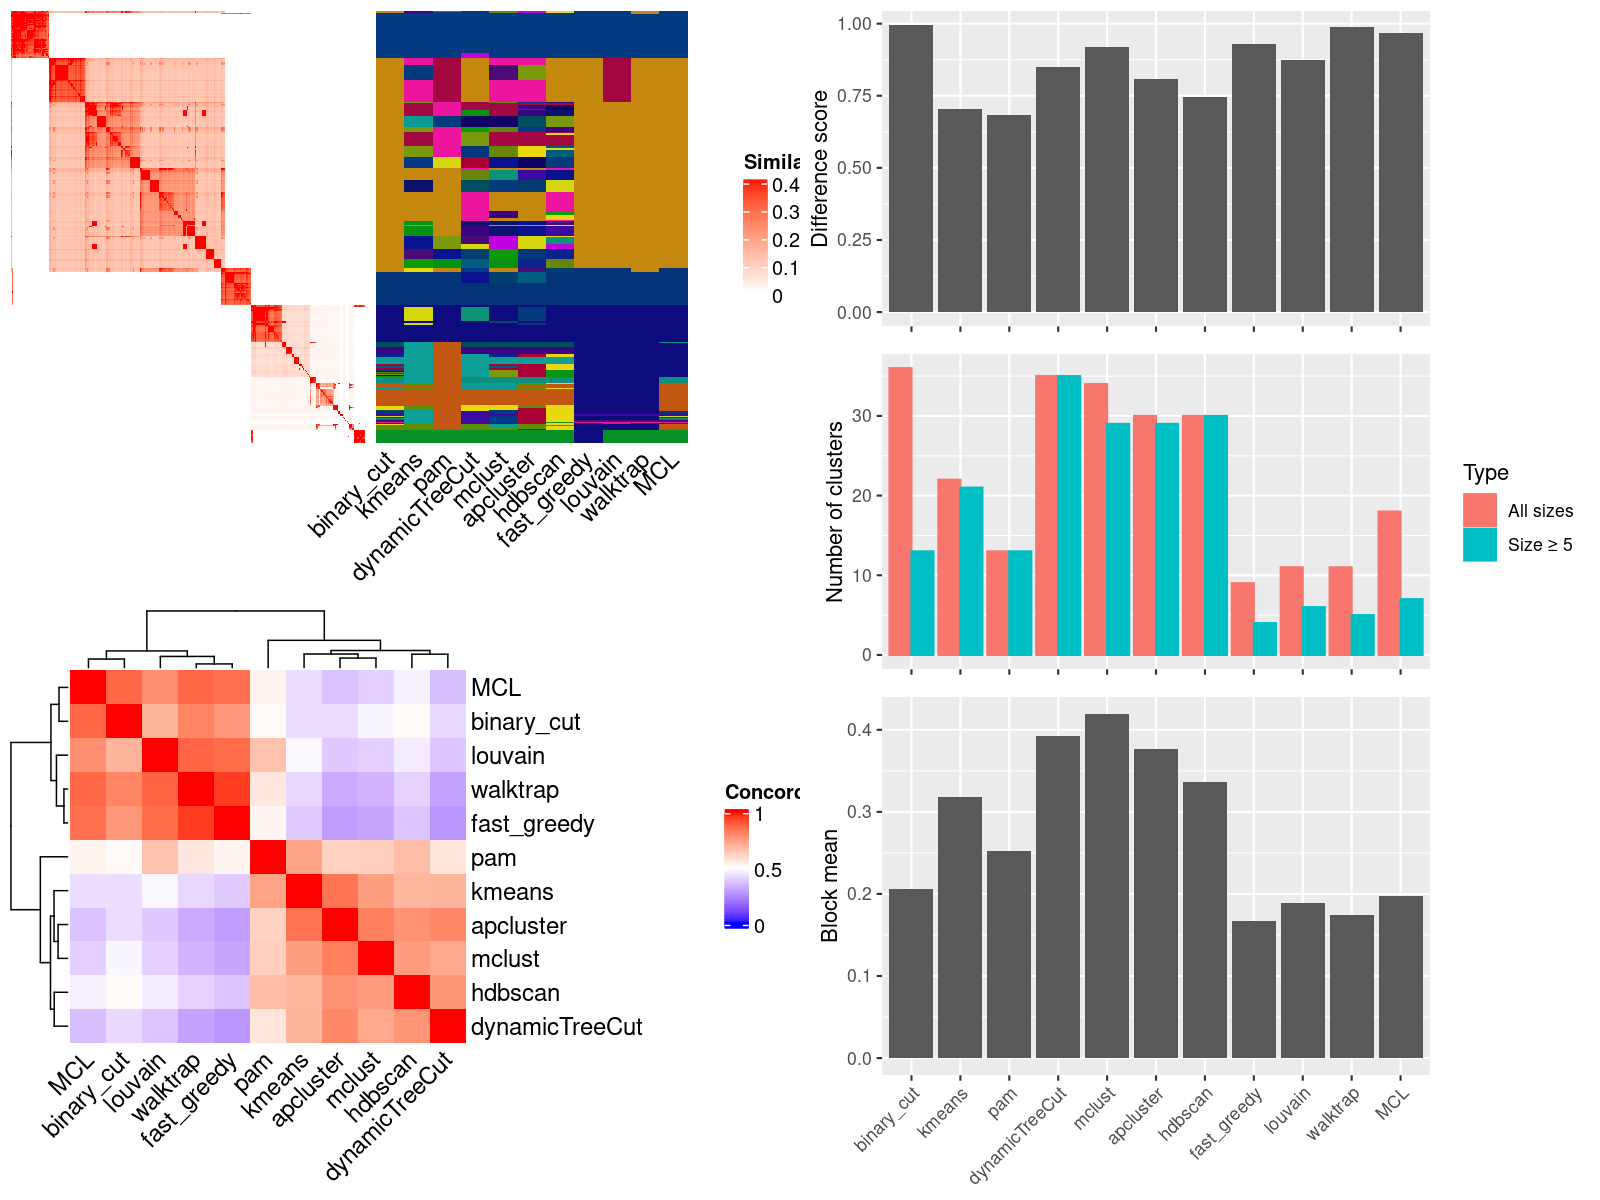 Simila
0.4
0.3
0.2
0.1
0
binary_cut
kmeans
pam
dynamicTreeCut
mclust
apcluster
hdbscan
fast_greedy
louvain
walktrap
MCL
Difference score
1.00
0.75
0.50
0.25
0.00
Number of clusters
30
20
10
0
Type
All sizes
Size ≥ 5
MCL
binary_cut
louvain
walktrap
fast_greedy
pam
kmeans
apcluster
mclust
hdbscan
dynamicTreeCut
MCL
binary_cut
louvain
walktrap
fast_greedy
pam
kmeans
apcluster
mclust
hdbscan
dynamicTreeCut
Concord
1
0.5
0
Block mean
0.4
0.3
0.2
0.1
0.0
binary_cut
kmeans
pam
dynamicTreeCut
mclust
apcluster
hdbscan
fast_greedy
louvain
walktrap
MCL